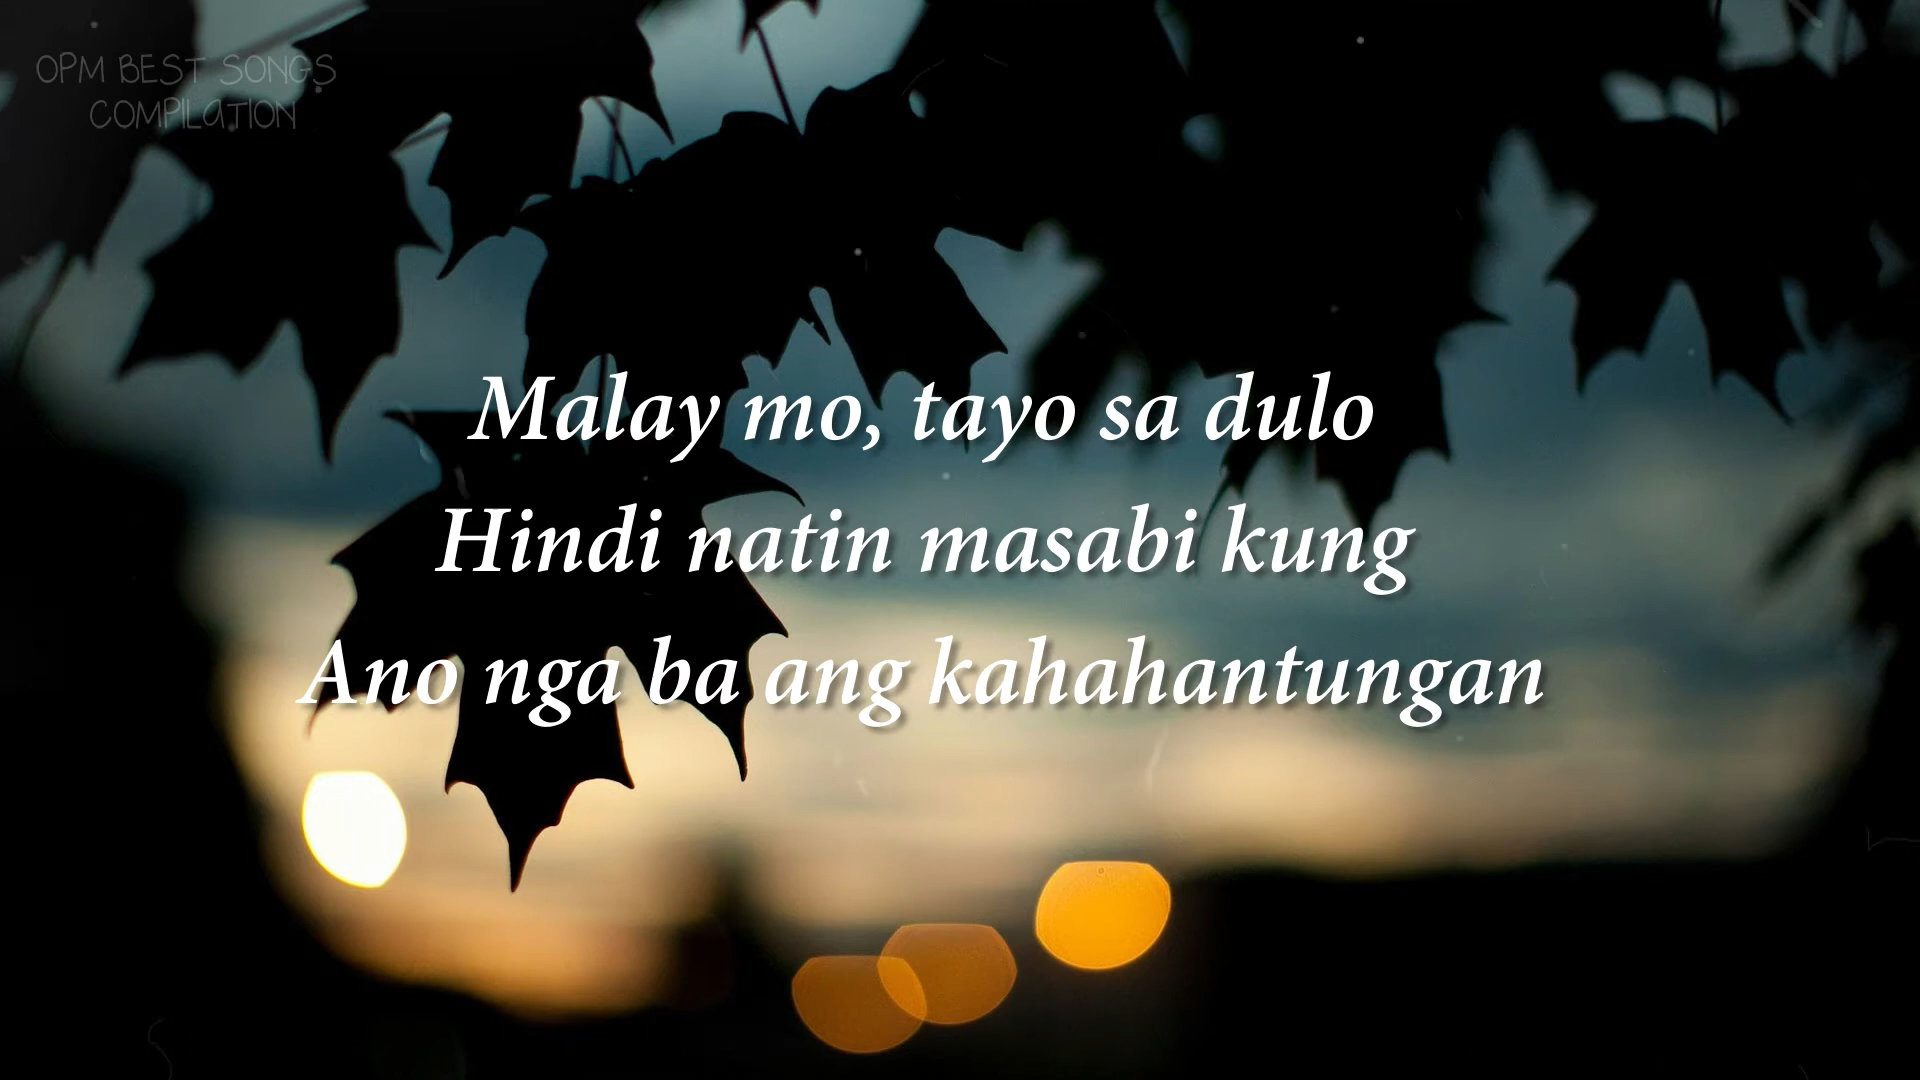 OPM BEST SONGS
COMPILATION
Malay mo, tayo sa dulo
Hindi natin masabi kung
Ano nga ba ang kahahantungan